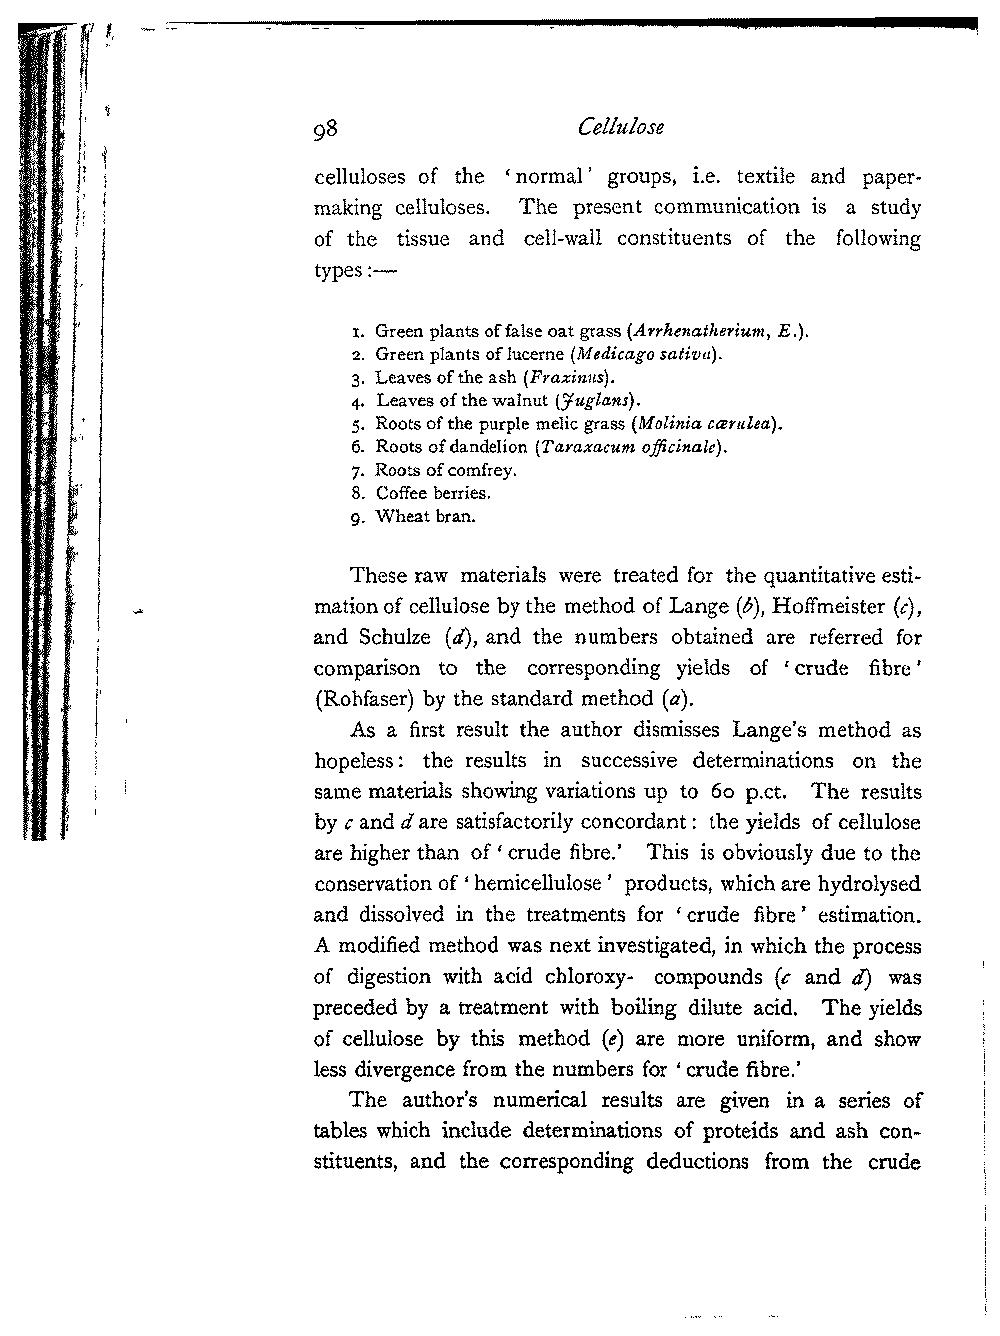 98 Cellulose
celluloses of the ‘normal’ groups, i.e. textile and paper-
making celluloses. The present communication is a study
of the tissue and cell-wall constituents of the following
types:—
1. Green plants of false oat grass (Arrhenatherium, E.).
2. Green plants of lucerne (Medicago sativa).
3. Leaves of the ash (Fraxinus).
4. Leaves of the walnut (Juglans).
5. Roots of the purple melic grass (Molinia cærulea).
6. Roots of dandelion (Taraxacum officinale).
7. Roots of comfrey.
8. Coffee berries.
9. Wheat bran.
These raw materials were treated for the quantitative esti-
mation of cellulose by the method of Lange (b), Hoffmeister (c),
and Schulze (d), and the numbers obtained are referred for
comparison to the corresponding yields of ‘crude fibre’
(Rohfaser) by the standard method (a).
As a first result the author dismisses Lange's method as
hopeless: the results in successive determinations on the
same materials showing variations up to 60 p.ct. The results
by c and d are satisfactorily concordant: the yields of cellulose
are higher than of ‘crude fibre.’ This is obviously due to the
conservation of ‘hemicellulose’ products, which are hydrolysed
and dissolved in the treatments for ‘crude fibre’ estimation.
A modified method was next investigated, in which the process
of digestion with acid chloroxy- compounds (c and d) was
preceded by a treatment with boiling dilute acid. The yields
of cellulose by this method (e) are more uniform, and show
less divergence from the numbers for ‘crude fibre.’
The author's numerical results are given in a series of
tables which include determinations of proteids and ash con-
stituents, and the corresponding deductions from the crude